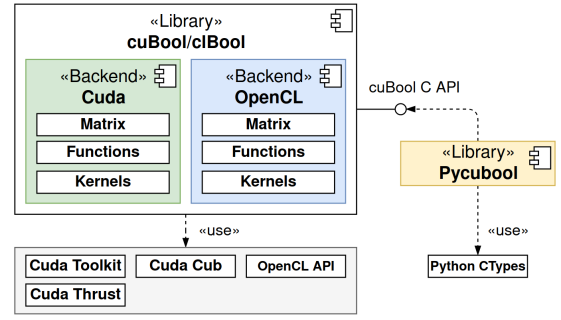 «Library»
cuBool/clBool
«Backend»
Cuda
Matrix
Functions
Kernels
«Backend»
OpenCL
Matrix
Functions
Kernels
cuBool C API
«Library»
Pycubool
«use»
«use»
Cuda Toolkit
Cuda Cub
OpenCL API
Cuda Thrust
Python CTypes